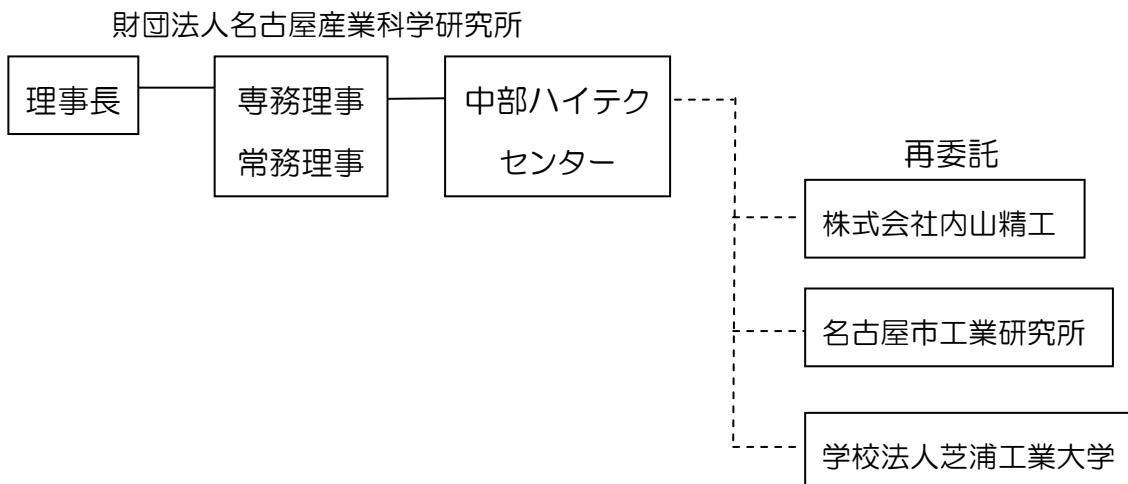 財団法人名古屋産業科学研究所
理事長
専務理事
常務理事
中部ハイテク
センター
再委託
株式会社内山精工
名古屋市工業研究所
学校法人芝浦工業大学